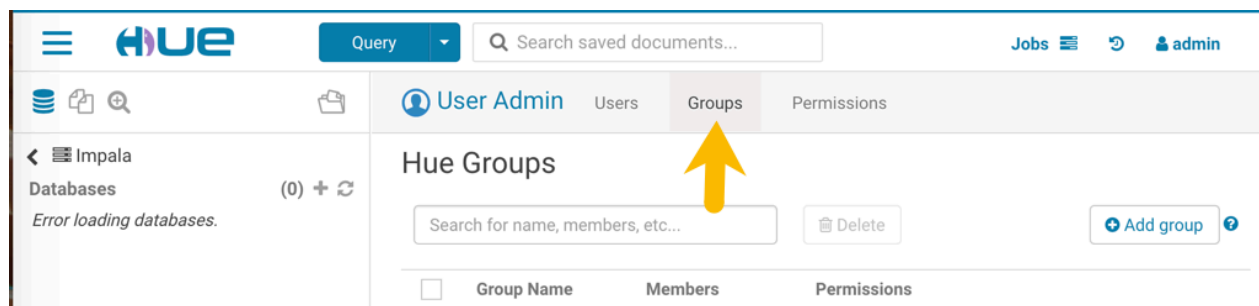 HUE
Query
Search saved documents...
Jobs
admin
User Admin
Users
Groups
Permissions
Impala
Databases
(0)
Error loading databases.
Hue Groups
Search for name, members, etc...
Delete
Add group
Group Name
Members
Permissions